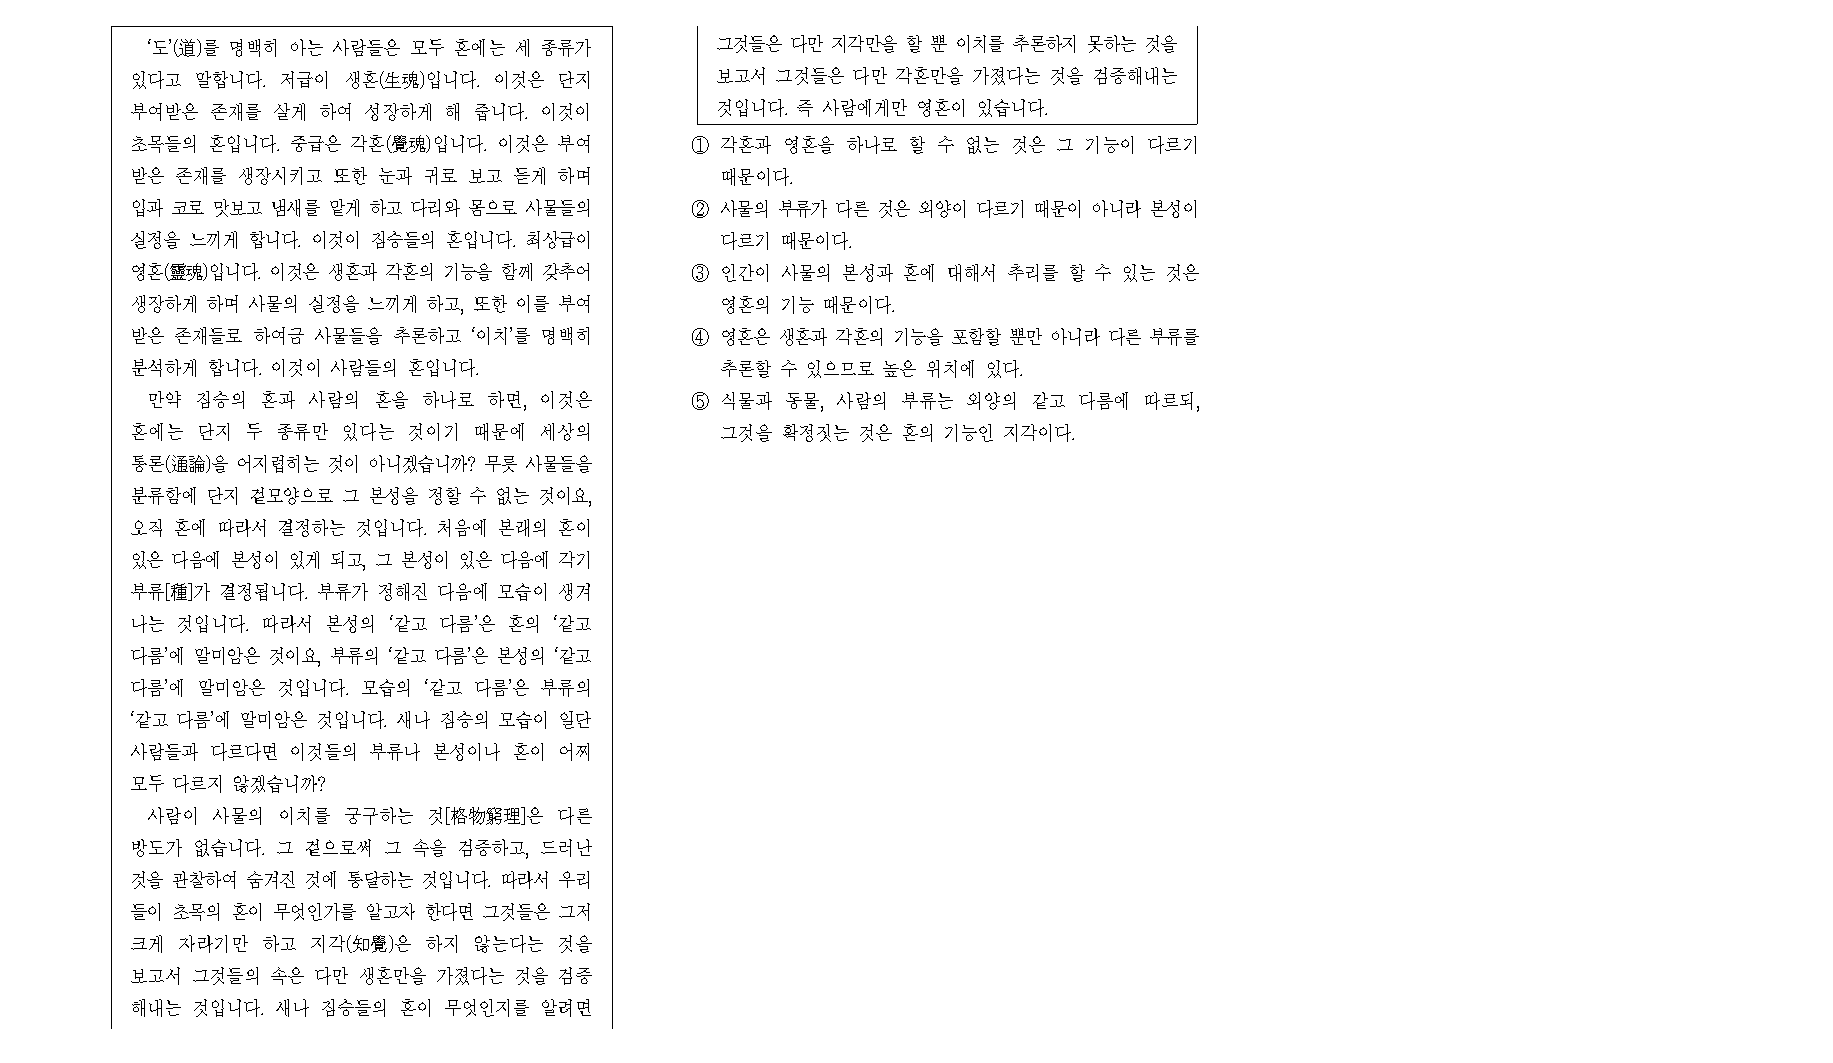 ‘도’(道)를 명백히 아는 사람들은 모두 혼에는 세 종류가
있다고 말합니다. 저급이 생혼(生魂)입니다. 이것은 단지
부여받은 존재를 살게 하여 성장하게 해 줍니다. 이것이
초목들의 혼입니다. 중급은 각혼(覺魂)입니다. 이것은 부여
받은 존재를 생장시키고 또한 눈과 귀로 보고 듣게 하며
입과 코로 맛보고 냄새를 맡게 하고 다리와 몸으로 사물들의
실정을 느끼게 합니다. 이것이 짐승들의 혼입니다. 최상급이
영혼(靈魂)입니다. 이것은 생혼과 각혼의 기능을 함께 갖추어
생장하게 하며 사물의 실정을 느끼게 하고, 또한 이를 부여
받은 존재들로 하여금 사물들을 추론하고 ‘이치’를 명백히
분석하게 합니다. 이것이 사람들의 혼입니다.
만약 짐승의 혼과 사람의 혼을 하나로 하면, 이것은
혼에는 단지 두 종류만 있다는 것이기 때문에 세상의
통론(通論)을 어지럽히는 것이 아니겠습니까? 무릇 사물들을
분류함에 단지 겉모양으로 그 본성을 정할 수 없는 것이요,
오직 혼에 따라서 결정하는 것입니다. 처음에 본래의 혼이
있은 다음에 본성이 있게 되고, 그 본성이 있은 다음에 각기
부류[種]가 결정됩니다. 부류가 정해진 다음에 모습이 생겨
나는 것입니다. 따라서 본성의 ‘같고 다름’은 혼의 ‘같고
다름’에 말미암은 것이요, 부류의 ‘같고 다름’은 본성의 ‘같고
다름’에 말미암은 것입니다. 모습의 ‘같고 다름’은 부류의
‘같고 다름’에 말미암은 것입니다. 새나 짐승의 모습이 일단
사람들과 다르다면 이것들의 부류나 본성이나 혼이 어찌
모두 다르지 않겠습니까?
사람이 사물의 이치를 궁구하는 것[格物窮理]은 다른
방도가 없습니다. 그 겉으로써 그 속을 검증하고, 드러난
것을 관찰하여 숨겨진 것에 통달하는 것입니다. 따라서 우리
들이 초목의 혼이 무엇인가를 알고자 한다면 그것들은 그저
크게 자라기만 하고 지각(知覺)은 하지 않는다는 것을
보고서 그것들의 속은 다만 생혼만을 가졌다는 것을 검증
해내는 것입니다. 새나 짐승들의 혼이 무엇인지를 알려면
그것들은 다만 지각만을 할 뿐 이치를 추론하지 못하는 것을
보고서 그것들은 다만 각혼만을 가졌다는 것을 검증해내는
것입니다. 즉 사람에게만 영혼이 있습니다.
① 각혼과 영혼을 하나로 할 수 없는 것은 그 기능이 다르기
때문이다.
② 사물의 부류가 다른 것은 외양이 다르기 때문이 아니라 본성이
다르기 때문이다.
③ 인간이 사물의 본성과 혼에 대해서 추리를 할 수 있는 것은
영혼의 기능 때문이다.
④ 영혼은 생혼과 각혼의 기능을 포함할 뿐만 아니라 다른 부류를
추론할 수 있으므로 높은 위치에 있다.
⑤ 식물과 동물, 사람의 부류는 외양의 같고 다름에 따르되,
그것을 확정짓는 것은 혼의 기능인 지각이다.